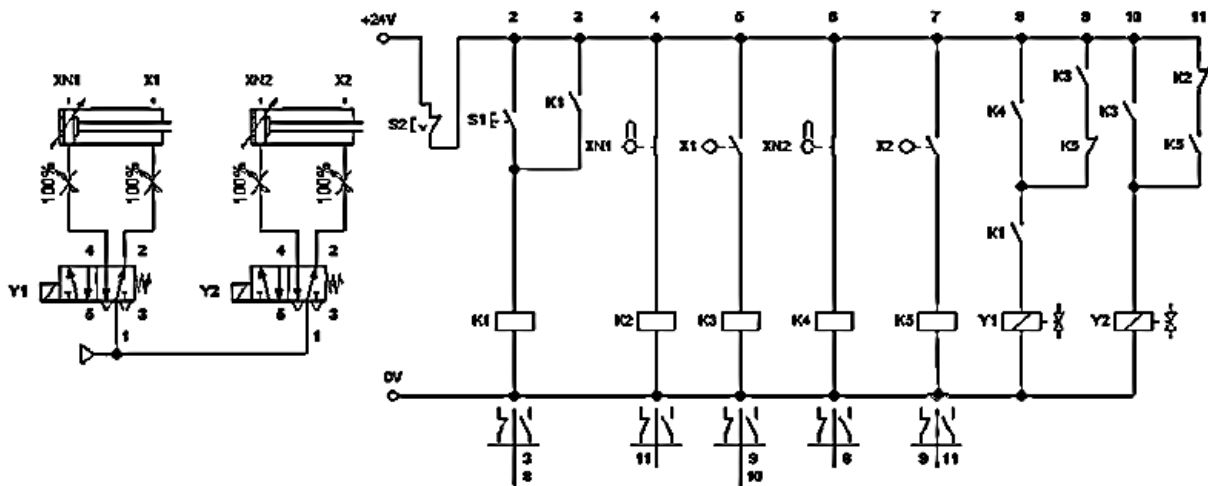 +24V 2 3 4 5 6 7 8 9 10 11
XN1 X1 XN2 X2
K3 K2
K1 K4 K3
S2 S1 XN1 X1 XN2 X2 K5 K5
100% 100% 100% 100%
K1
4 2 4 2
Y1 Y2
5 3 5 3
K1 K2 K3 K4 K5 Y1 Y2
1 1
0V
3 11 9 8 9 11
8 10